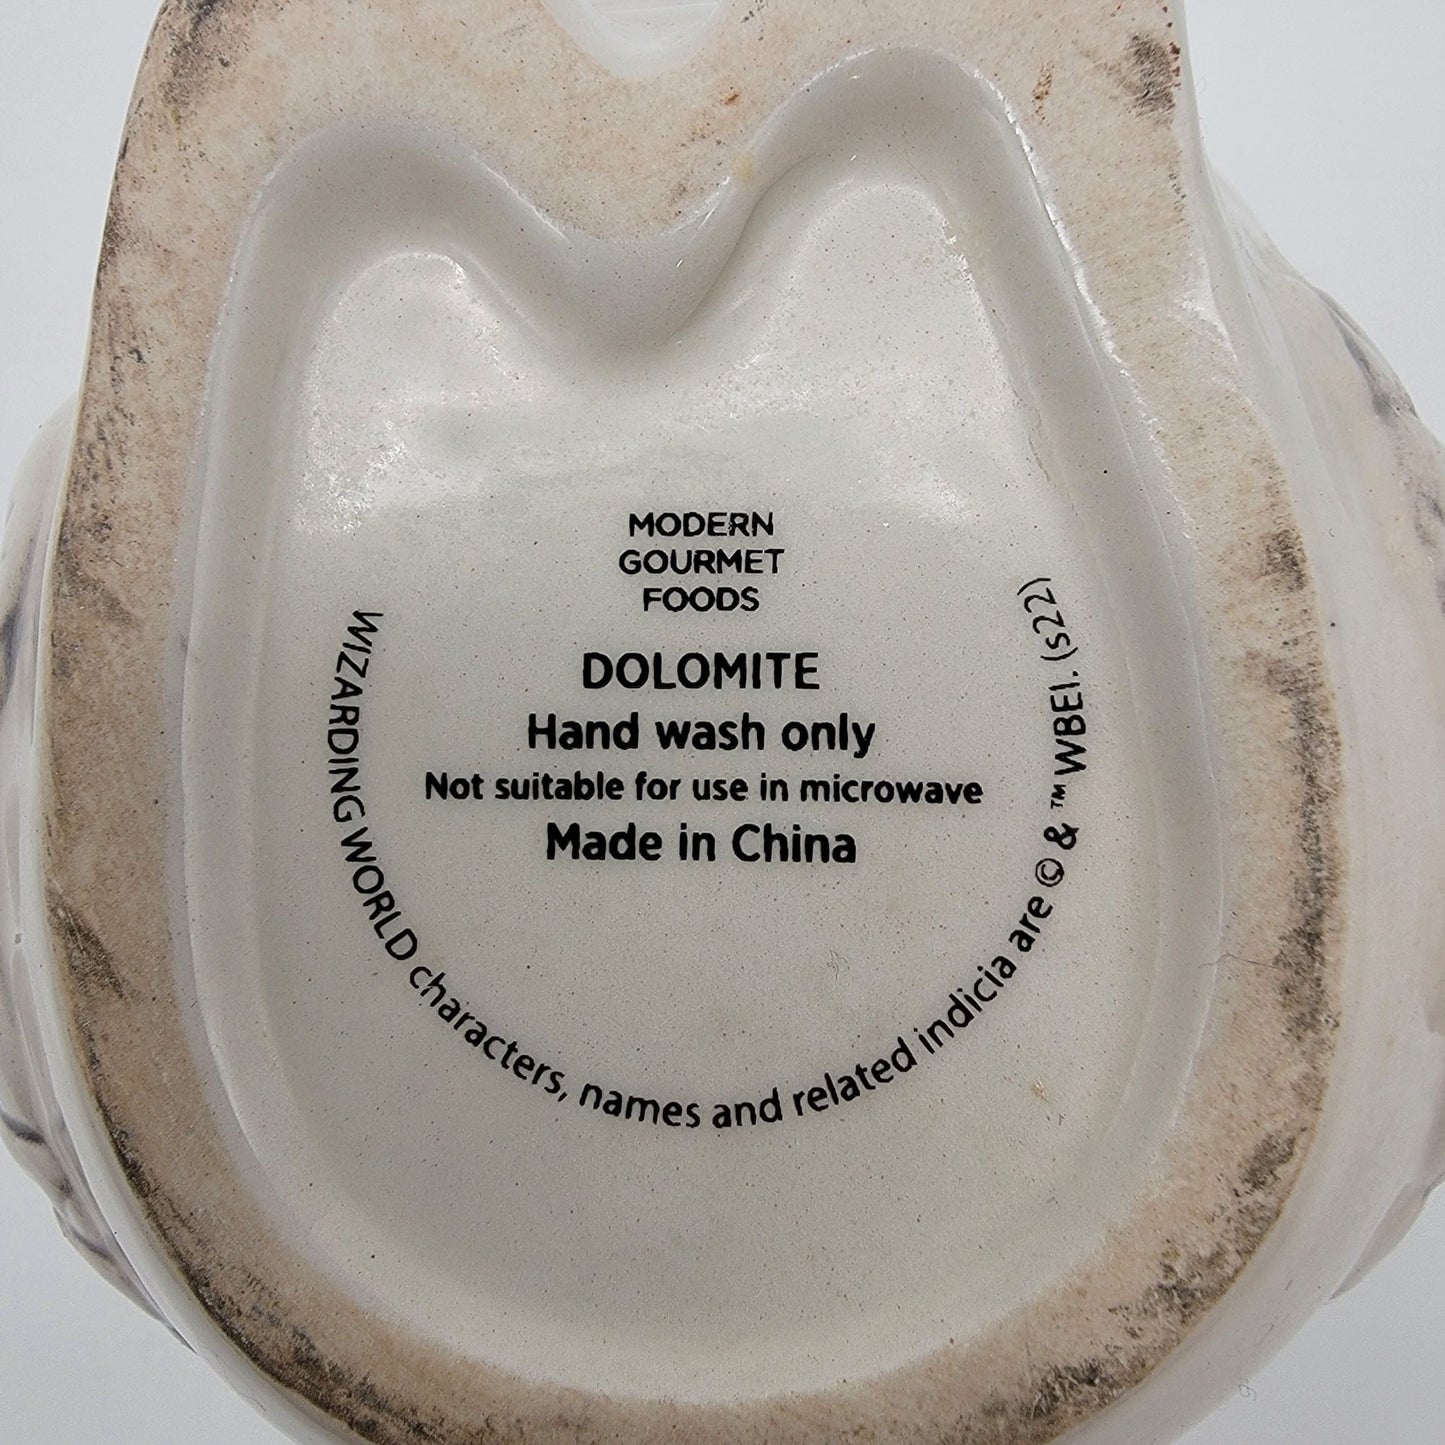 MODERN
GOURMET
FOODS
DOLOMITE
Hand wash only
Not suitable for use in microwave
Made in China
WIZARDING WORLD characters, names and related indicia are © & ™ WBEI. (s22)